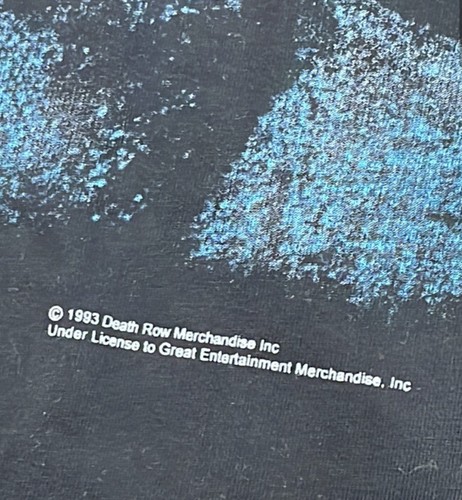 © 1993 Death Row Merchandise Inc
Under License to Great Entertainment Merchandise, Inc